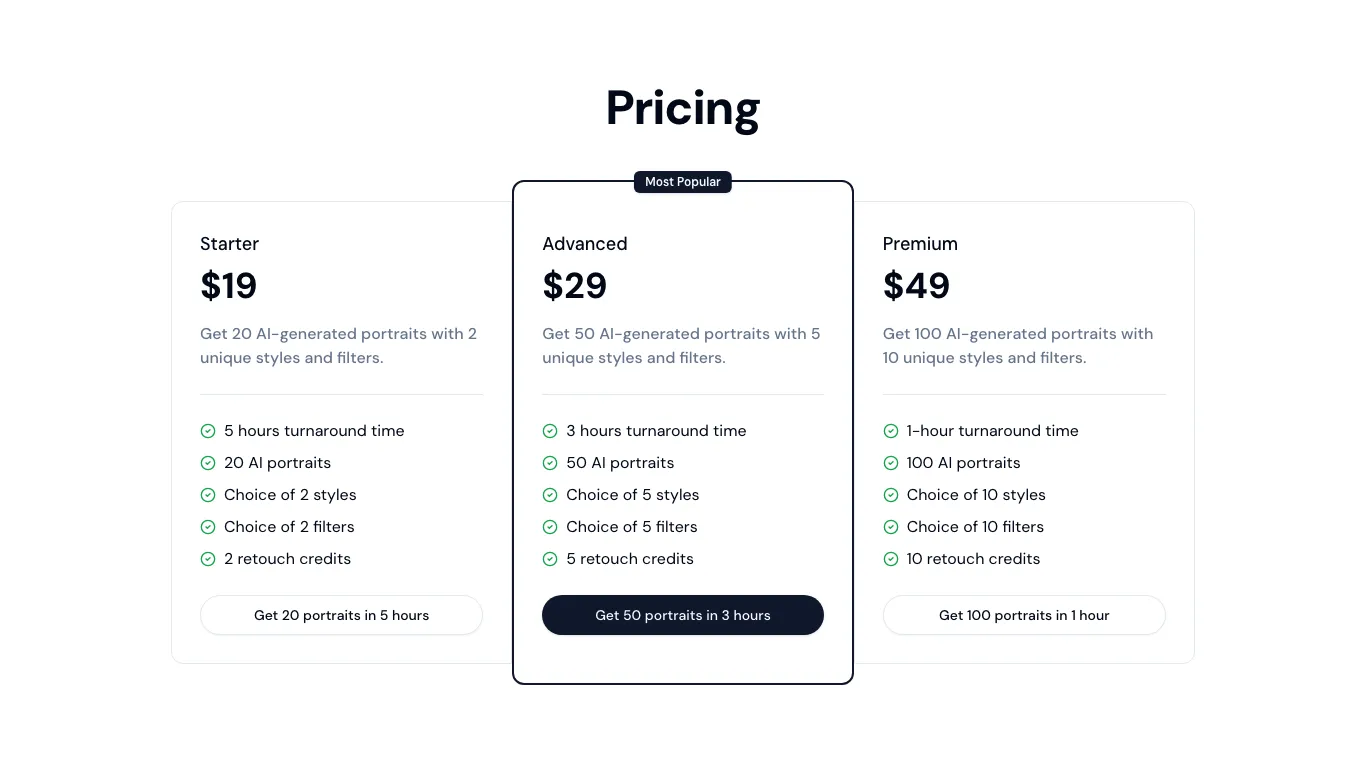 Pricing
Starter
$19
Get 20 AI-generated portraits with 2
unique styles and filters.
5 hours turnaround time
20 AI portraits
Choice of 2 styles
Choice of 2 filters
2 retouch credits
Get 20 portraits in 5 hours
Most Popular
Advanced
$29
Get 50 AI-generated portraits with 5
unique styles and filters.
3 hours turnaround time
50 AI portraits
Choice of 5 styles
Choice of 5 filters
5 retouch credits
Get 50 portraits in 3 hours
Premium
$49
Get 100 AI-generated portraits with
10 unique styles and filters.
1-hour turnaround time
100 AI portraits
Choice of 10 styles
Choice of 10 filters
10 retouch credits
Get 100 portraits in 1 hour